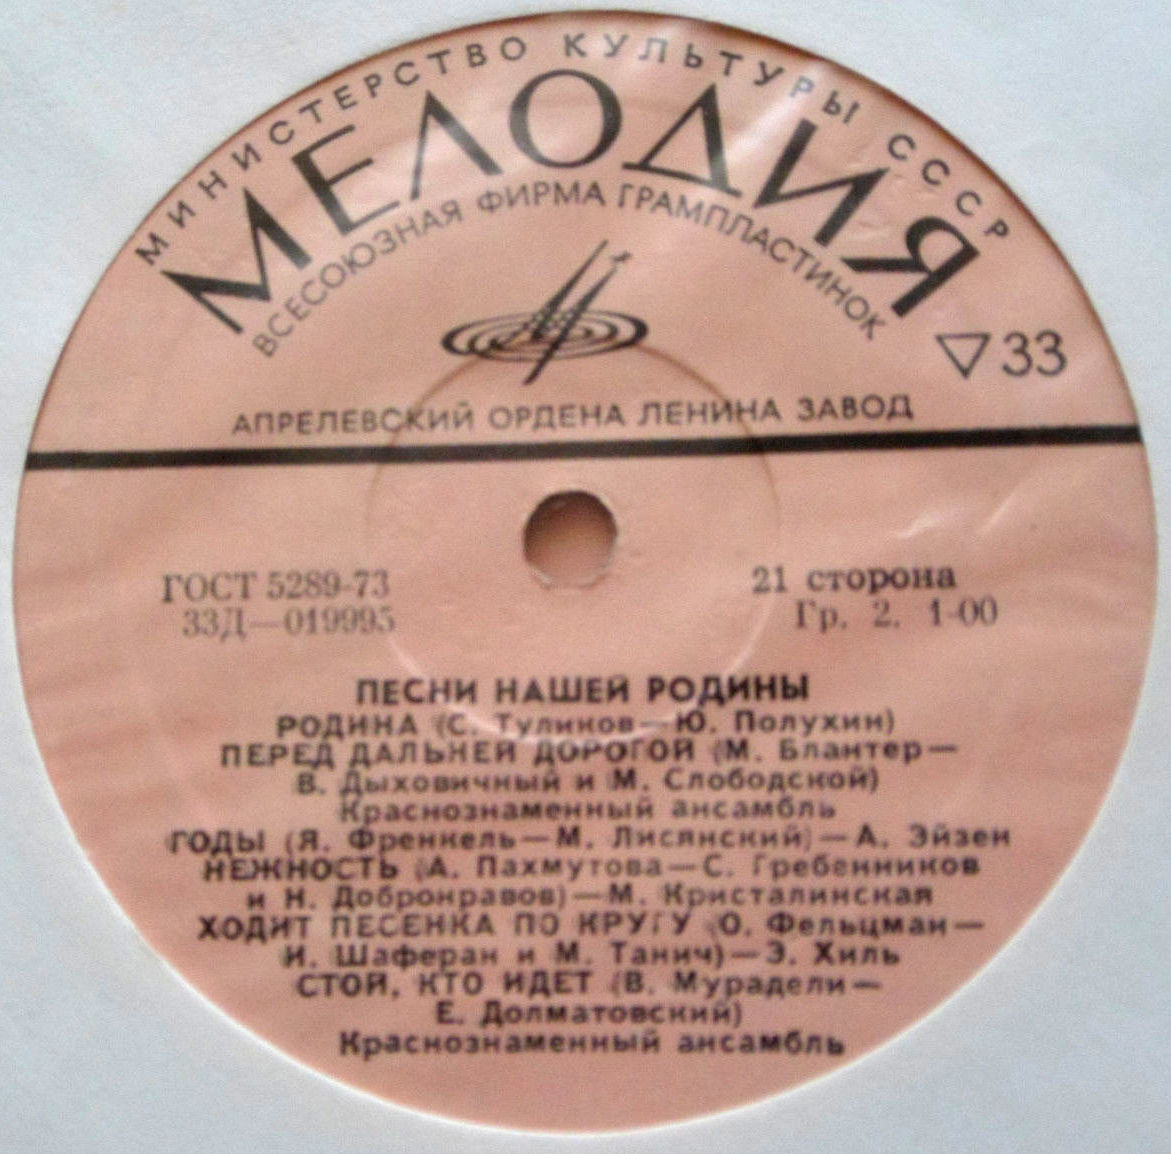 МИНИСТЕРСТВО КУЛЬТУРЫ СССР
МЕЛОДИЯ
ВСЕСОЮЗНАЯ ФИРМА ГРАМПЛАСТИНОК
▽33
АПРЕЛЕВСКИЙ ОРДЕНА ЛЕНИНА ЗАВОД
ГОСТ 5289-73
33Д—019995
21 сторона
Гр. 2. 1-00
ПЕСНИ НАШЕЙ РОДИНЫ
РОДИНА (С. Туликов—Ю. Полухин)
ПЕРЕД ДАЛЬНЕЙ ДОРОГОЙ (М. Блантер—
В. Дыховичный и М. Слободской)
Краснознаменный ансамбль
ГОДЫ (Я. Френкель—М. Лисянский)—А. Эйзен
НЕЖНОСТЬ (А. Пахмутова—С. Гребенников
и Н. Добронравов)—М. Кристалинская
ХОДИТ ПЕСЕНКА ПО КРУГУ (О. Фельцман—
И. Шаферан и М. Танич)—Э. Хиль
СТОЙ, КТО ИДЕТ (В. Мурадели—
Е. Долматовский)
Краснознаменный ансамбль